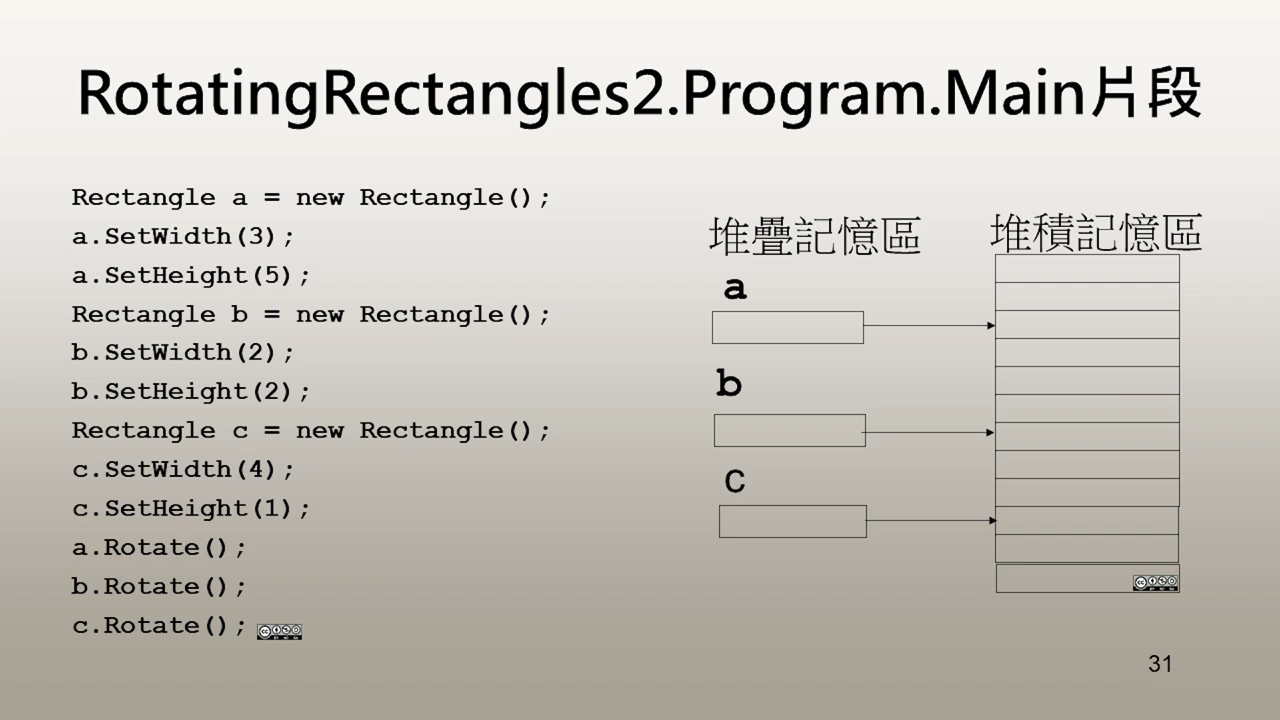 RotatingRectangles2.Program.Main片段
Rectangle a = new Rectangle();
a.SetWidth(3);
a.SetHeight(5);
Rectangle b = new Rectangle();
b.SetWidth(2);
b.SetHeight(2);
Rectangle c = new Rectangle();
c.SetWidth(4);
c.SetHeight(1);
a.Rotate();
b.Rotate();
c.Rotate();
堆疊記憶區
堆積記憶區
a
b
c
31